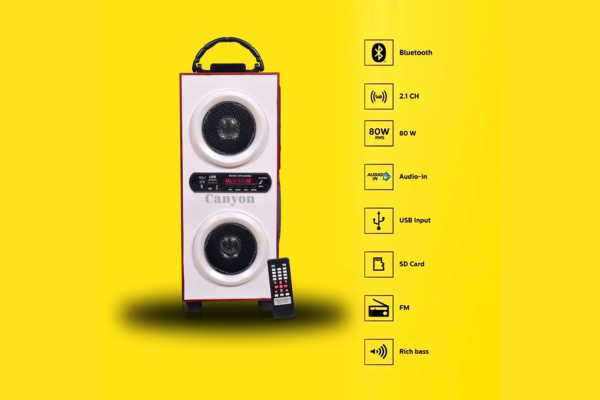 USB
Canyon
Bluetooth
2.1 CH
80W
RMS
80 W
AUDIO
IN
Audio-in
USB Input
SD Card
FM
Rich bass